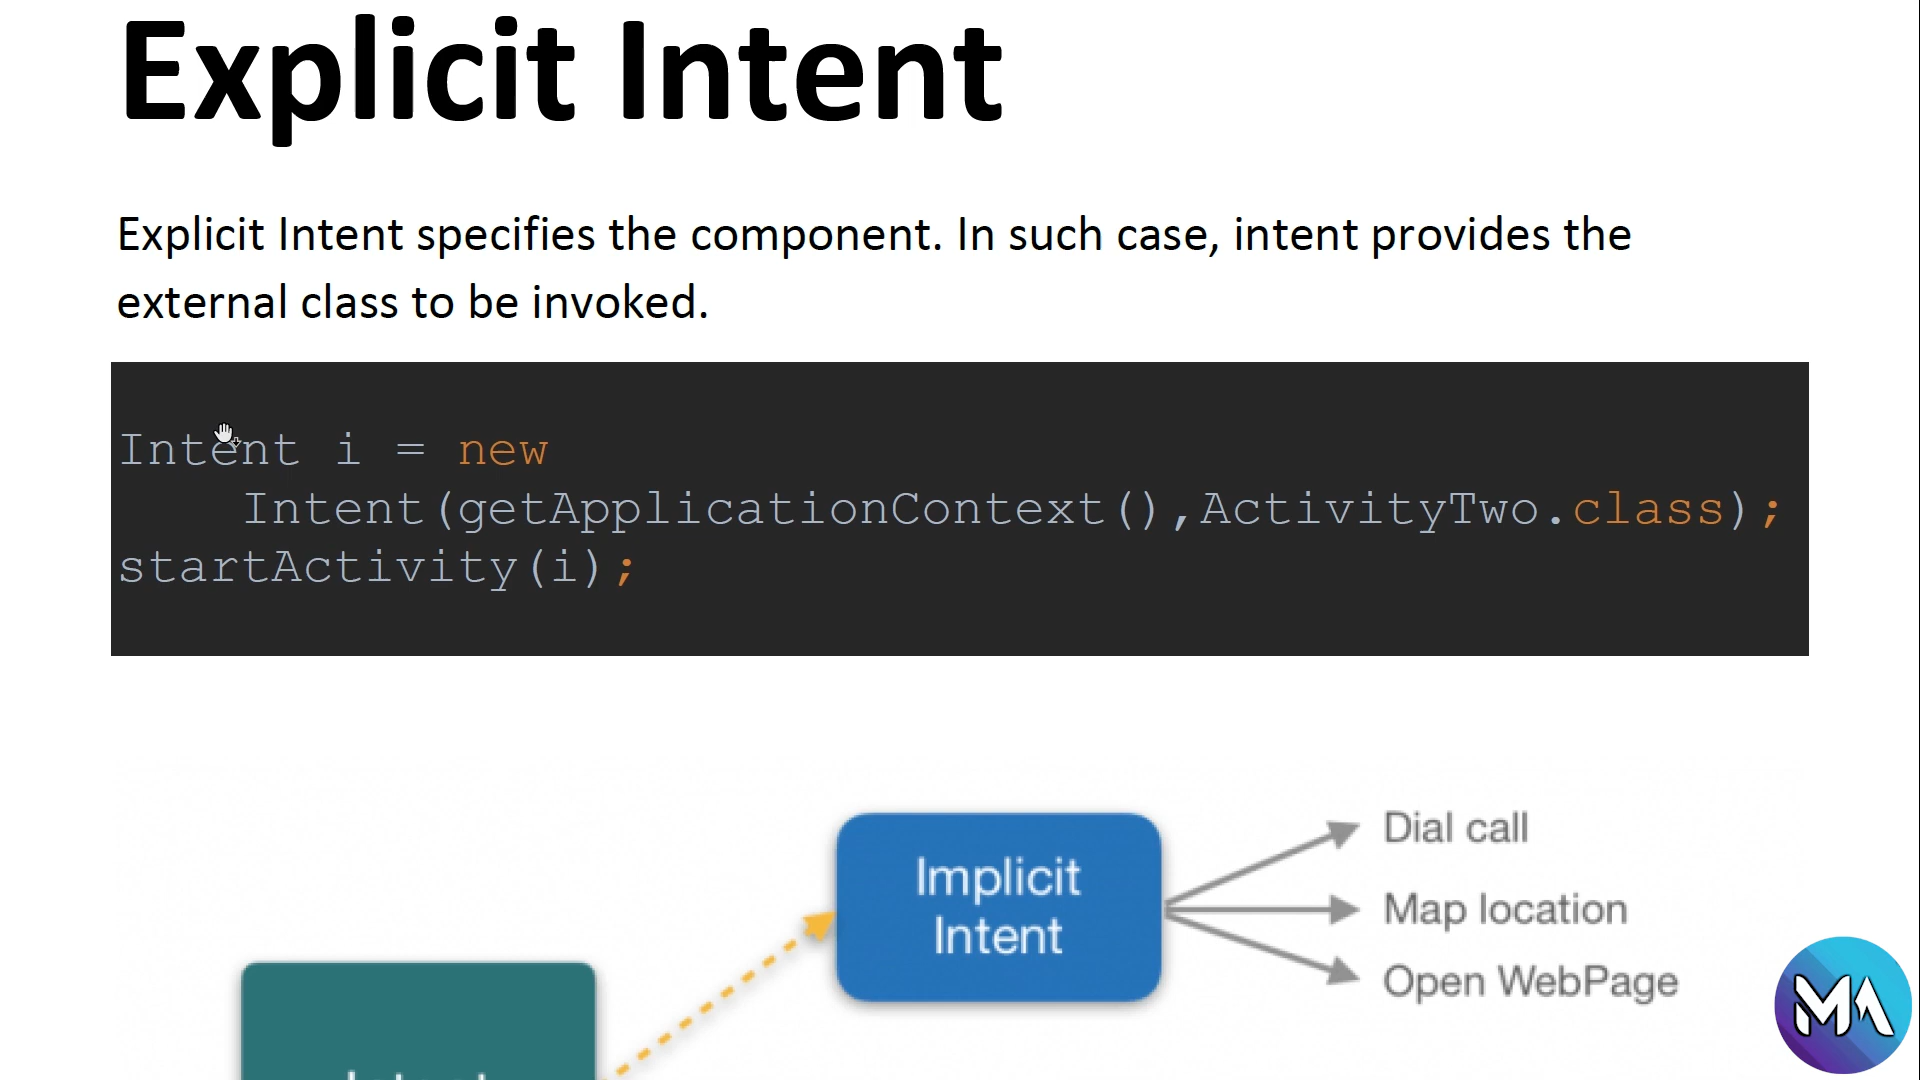 Explicit Intent
Explicit Intent specifies the component. In such case, intent provides the
external class to be invoked.
Intent i = new
    Intent(getApplicationContext(),ActivityTwo.class);
startActivity(i);
Implicit
Intent
Dial call
Map location
Open WebPage
MA